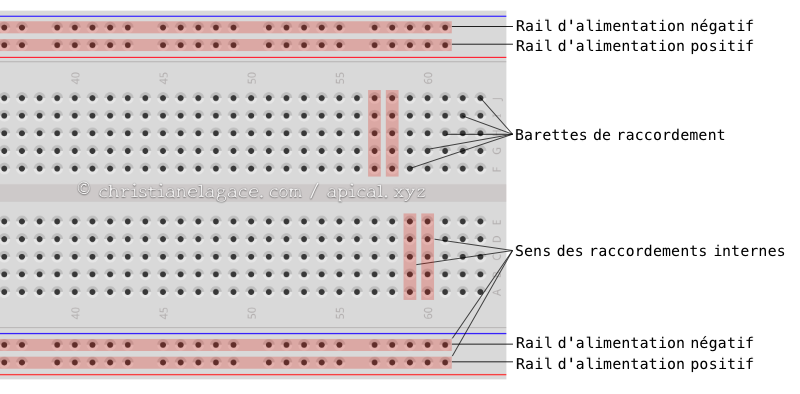 Rail d'alimentation négatif
Rail d'alimentation positif
40 45 50 55 60
J
I
Barettes de raccordement
G
F
© christianelagace.com / apical.xyz
E
D
Sens des raccordements internes
C
B
A
40 45 50 55 60
Rail d'alimentation négatif
Rail d'alimentation positif